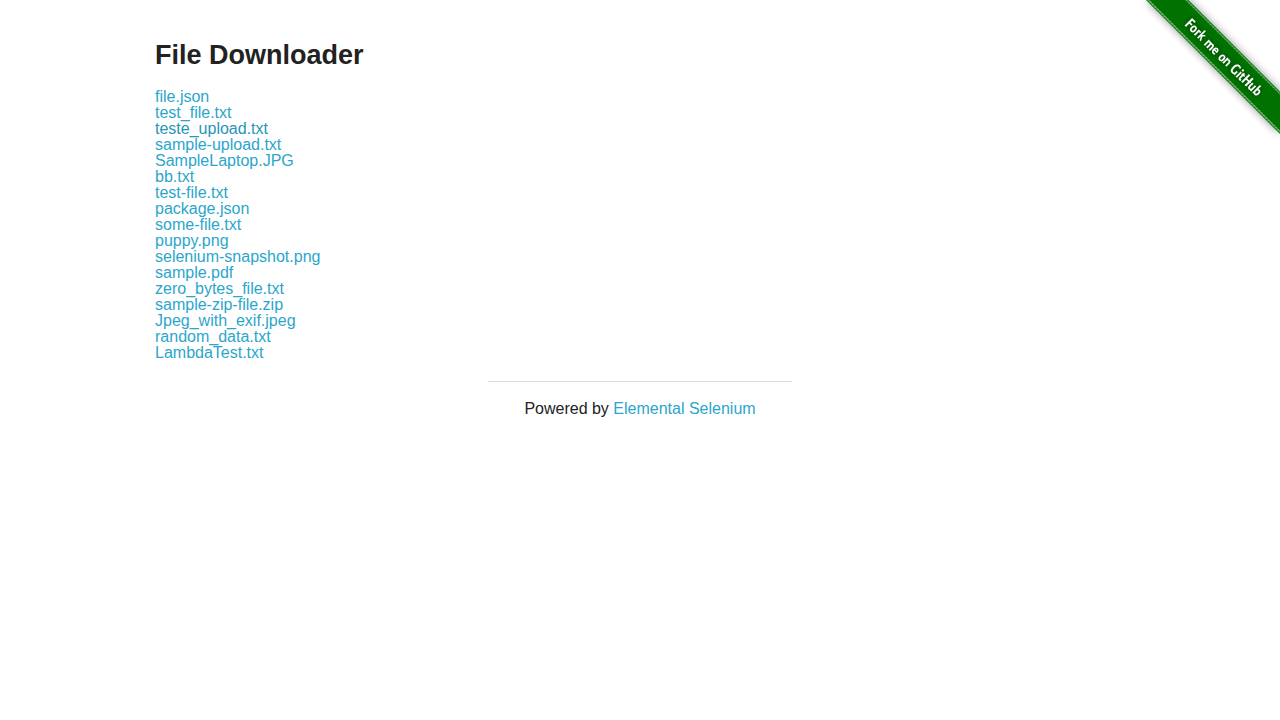 File Downloader
Fork me on GitHub
file.json
test_file.txt
teste_upload.txt
sample-upload.txt
SampleLaptop.JPG
bb.txt
test-file.txt
package.json
some-file.txt
puppy.png
selenium-snapshot.png
sample.pdf
zero_bytes_file.txt
sample-zip-file.zip
Jpeg_with_exif.jpeg
random_data.txt
LambdaTest.txt
Powered by Elemental Selenium